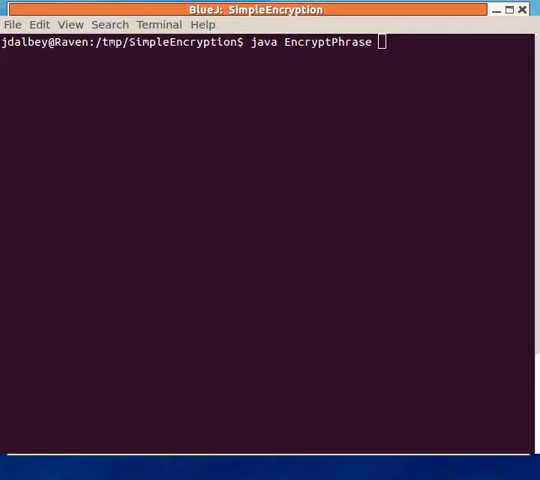 BlueJ: SimpleEncryption
File Edit View Search Terminal Help
jdalbey@Raven:/tmp/SimpleEncryption$ java EncryptPhrase